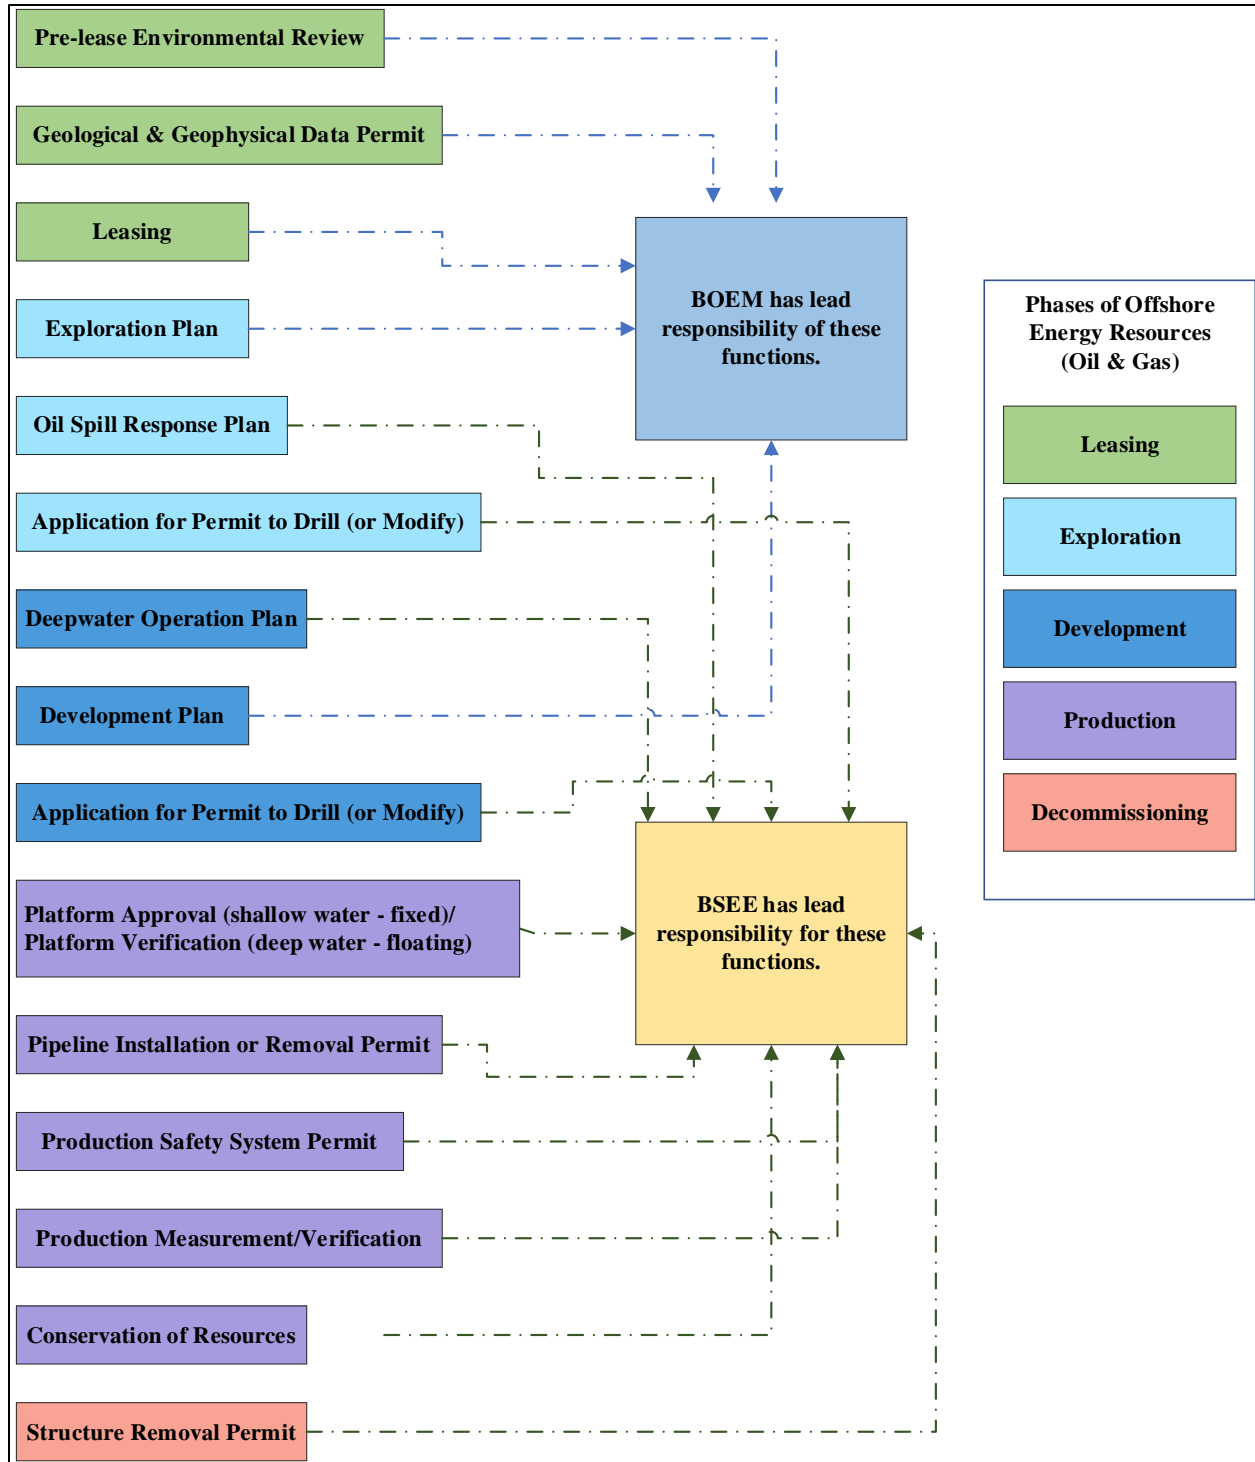 Pre-lease Environmental Review
Geological & Geophysical Data Permit
Leasing
Exploration Plan
Oil Spill Response Plan
Application for Permit to Drill (or Modify)
Deepwater Operation Plan
Development Plan
Application for Permit to Drill (or Modify)
Platform Approval (shallow water - fixed)/
Platform Verification (deep water - floating)
Pipeline Installation or Removal Permit
Production Safety System Permit
Production Measurement/Verification
Conservation of Resources
Structure Removal Permit
BOEM has lead
responsibility of these
functions.
BSEE has lead
responsibility for these
functions.
Phases of Offshore
Energy Resources
(Oil & Gas)
Leasing
Exploration
Development
Production
Decommissioning